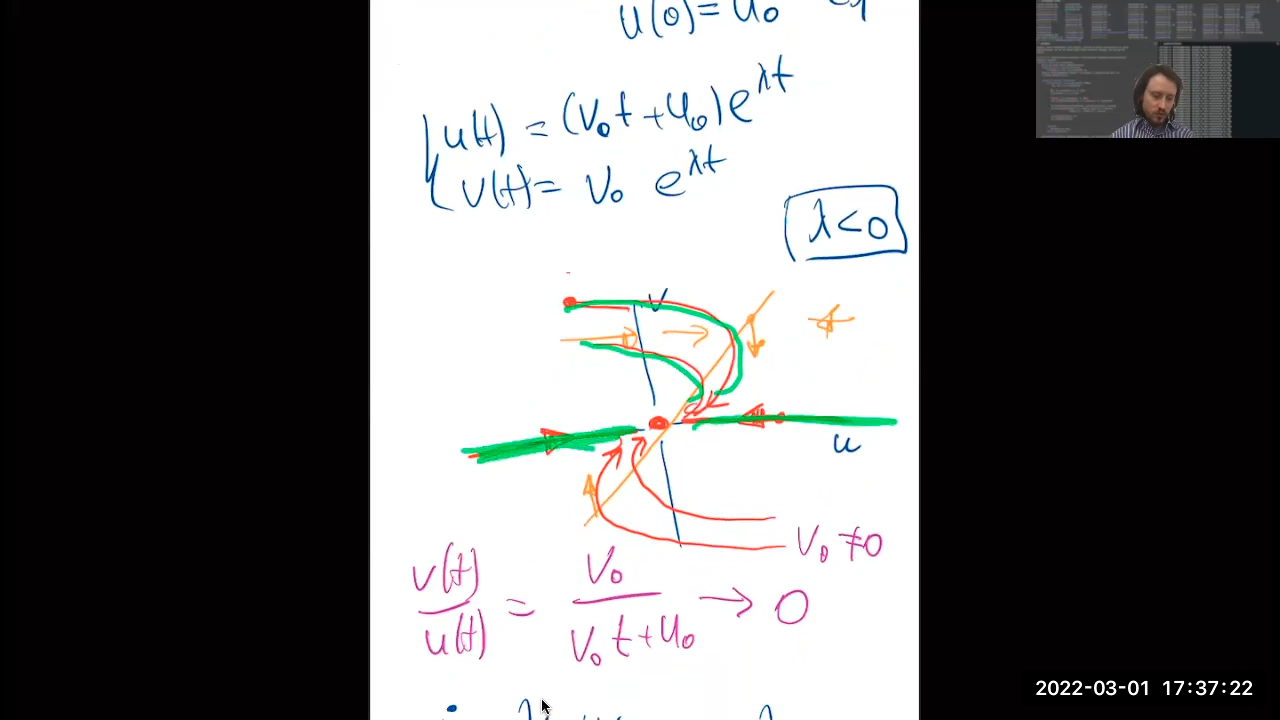 u(0) = u₀
u(t) = (v₀t + u₀) e^{λt}
v(t) = v₀ e^{λt}
λ < 0
v
u
v₀ ≠ 0
v(t)/u(t) = v₀/(v₀t + u₀) → 0
2022-03-01 17:37:22